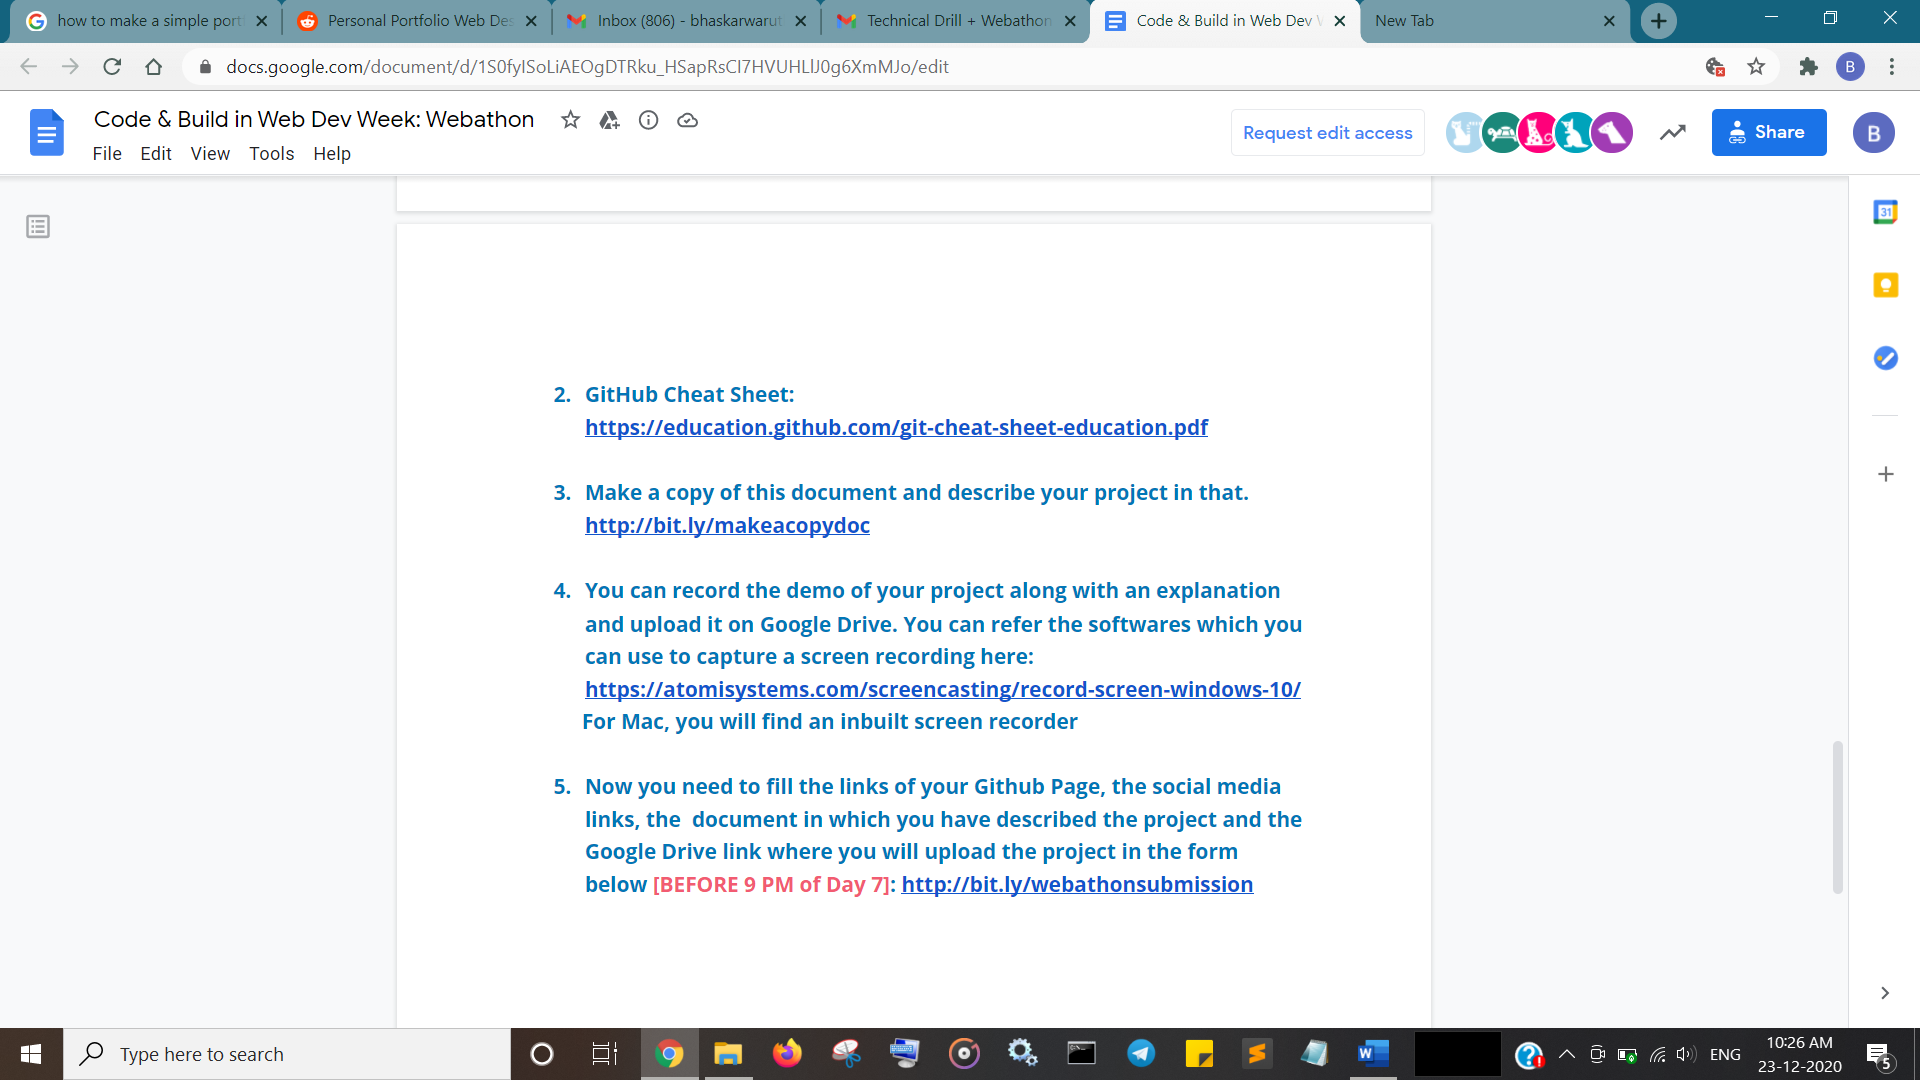 how to make a simple port
Personal Portfolio Web Des
Inbox (806) - bhaskarwarut
Technical Drill + Webathon
Code & Build in Web Dev W
New Tab
docs.google.com/document/d/1S0fyISoLiAEOgDTRku_HSapRsCI7HVUHLlJ0g6XmMJo/edit
B
Code & Build in Web Dev Week: Webathon
Request edit access
Share
B
File Edit View Tools Help
31
2. GitHub Cheat Sheet:
https://education.github.com/git-cheat-sheet-education.pdf
3. Make a copy of this document and describe your project in that.
http://bit.ly/makeacopydoc
4. You can record the demo of your project along with an explanation
and upload it on Google Drive. You can refer the softwares which you
can use to capture a screen recording here:
https://atomisystems.com/screencasting/record-screen-windows-10/
For Mac, you will find an inbuilt screen recorder
5. Now you need to fill the links of your Github Page, the social media
links, the document in which you have described the project and the
Google Drive link where you will upload the project in the form
below [BEFORE 9 PM of Day 7]: http://bit.ly/webathonsubmission
Type here to search
ENG
10:26 AM
23-12-2020
5